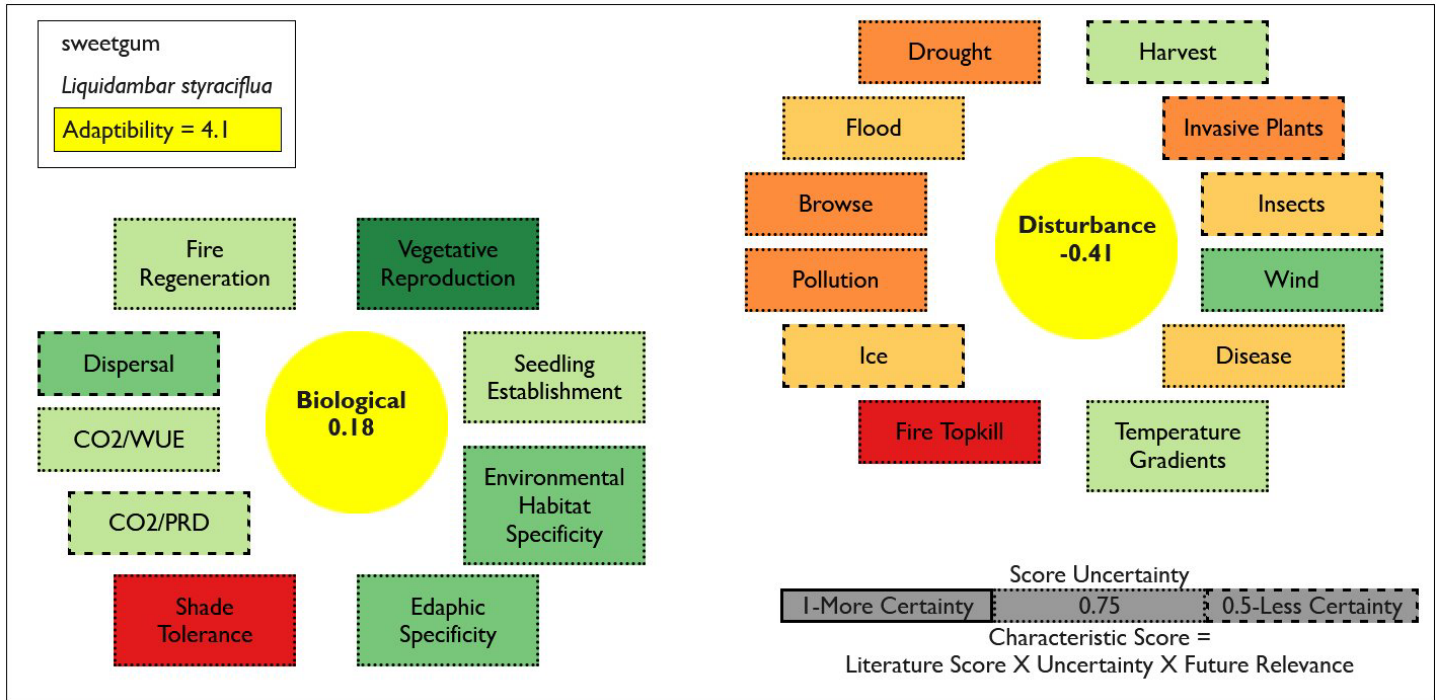 sweetgum
Liquidambar styraciflua
Adaptibility = 4.1
Fire
Regeneration
Vegetative
Reproduction
Dispersal
Seedling
Establishment
Biological
0.18
CO2/WUE
Environmental
Habitat
Specificity
CO2/PRD
Shade
Tolerance
Edaphic
Specificity
Drought
Harvest
Flood
Invasive Plants
Browse
Insects
Disturbance
-0.41
Pollution
Wind
Ice
Disease
Fire Topkill
Temperature
Gradients
Score Uncertainty
1-More Certainty
0.75
0.5-Less Certainty
Characteristic Score =
Literature Score X Uncertainty X Future Relevance